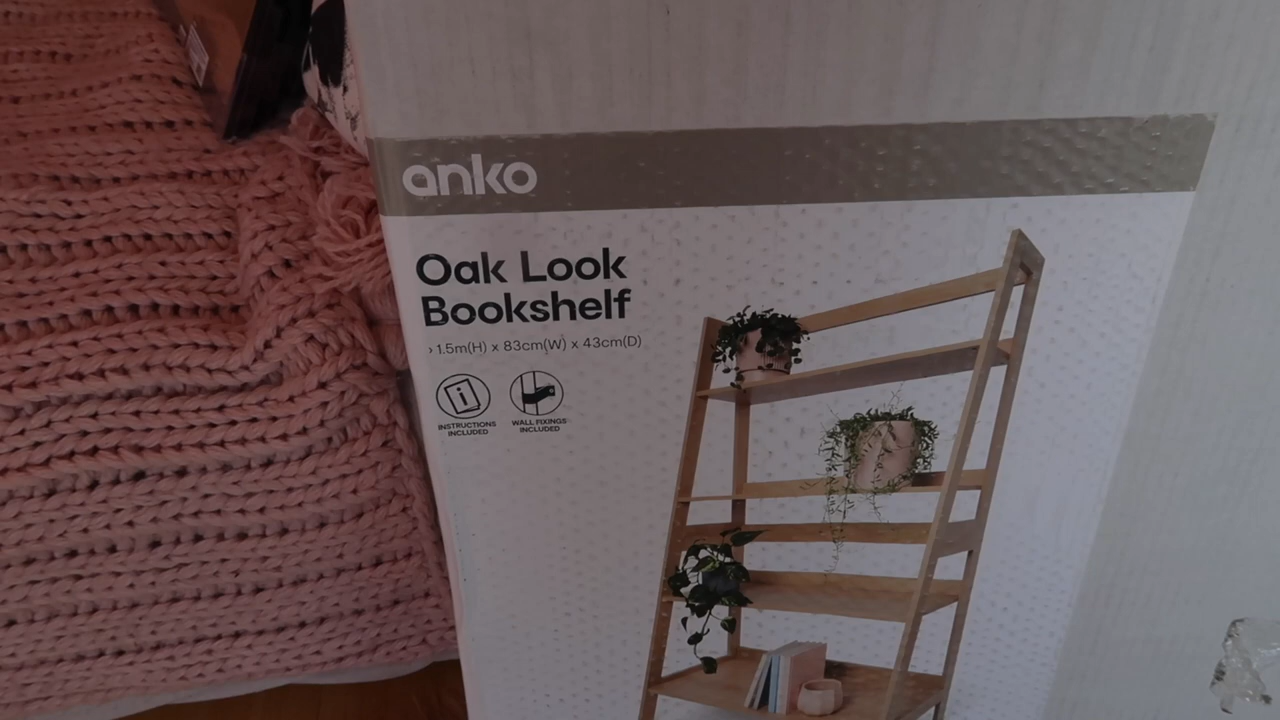 anko
Oak Look
Bookshelf
›1.5m(H) x 83cm(W) x 43cm(D)
INSTRUCTIONS
INCLUDED
WALL FIXINGS
INCLUDED